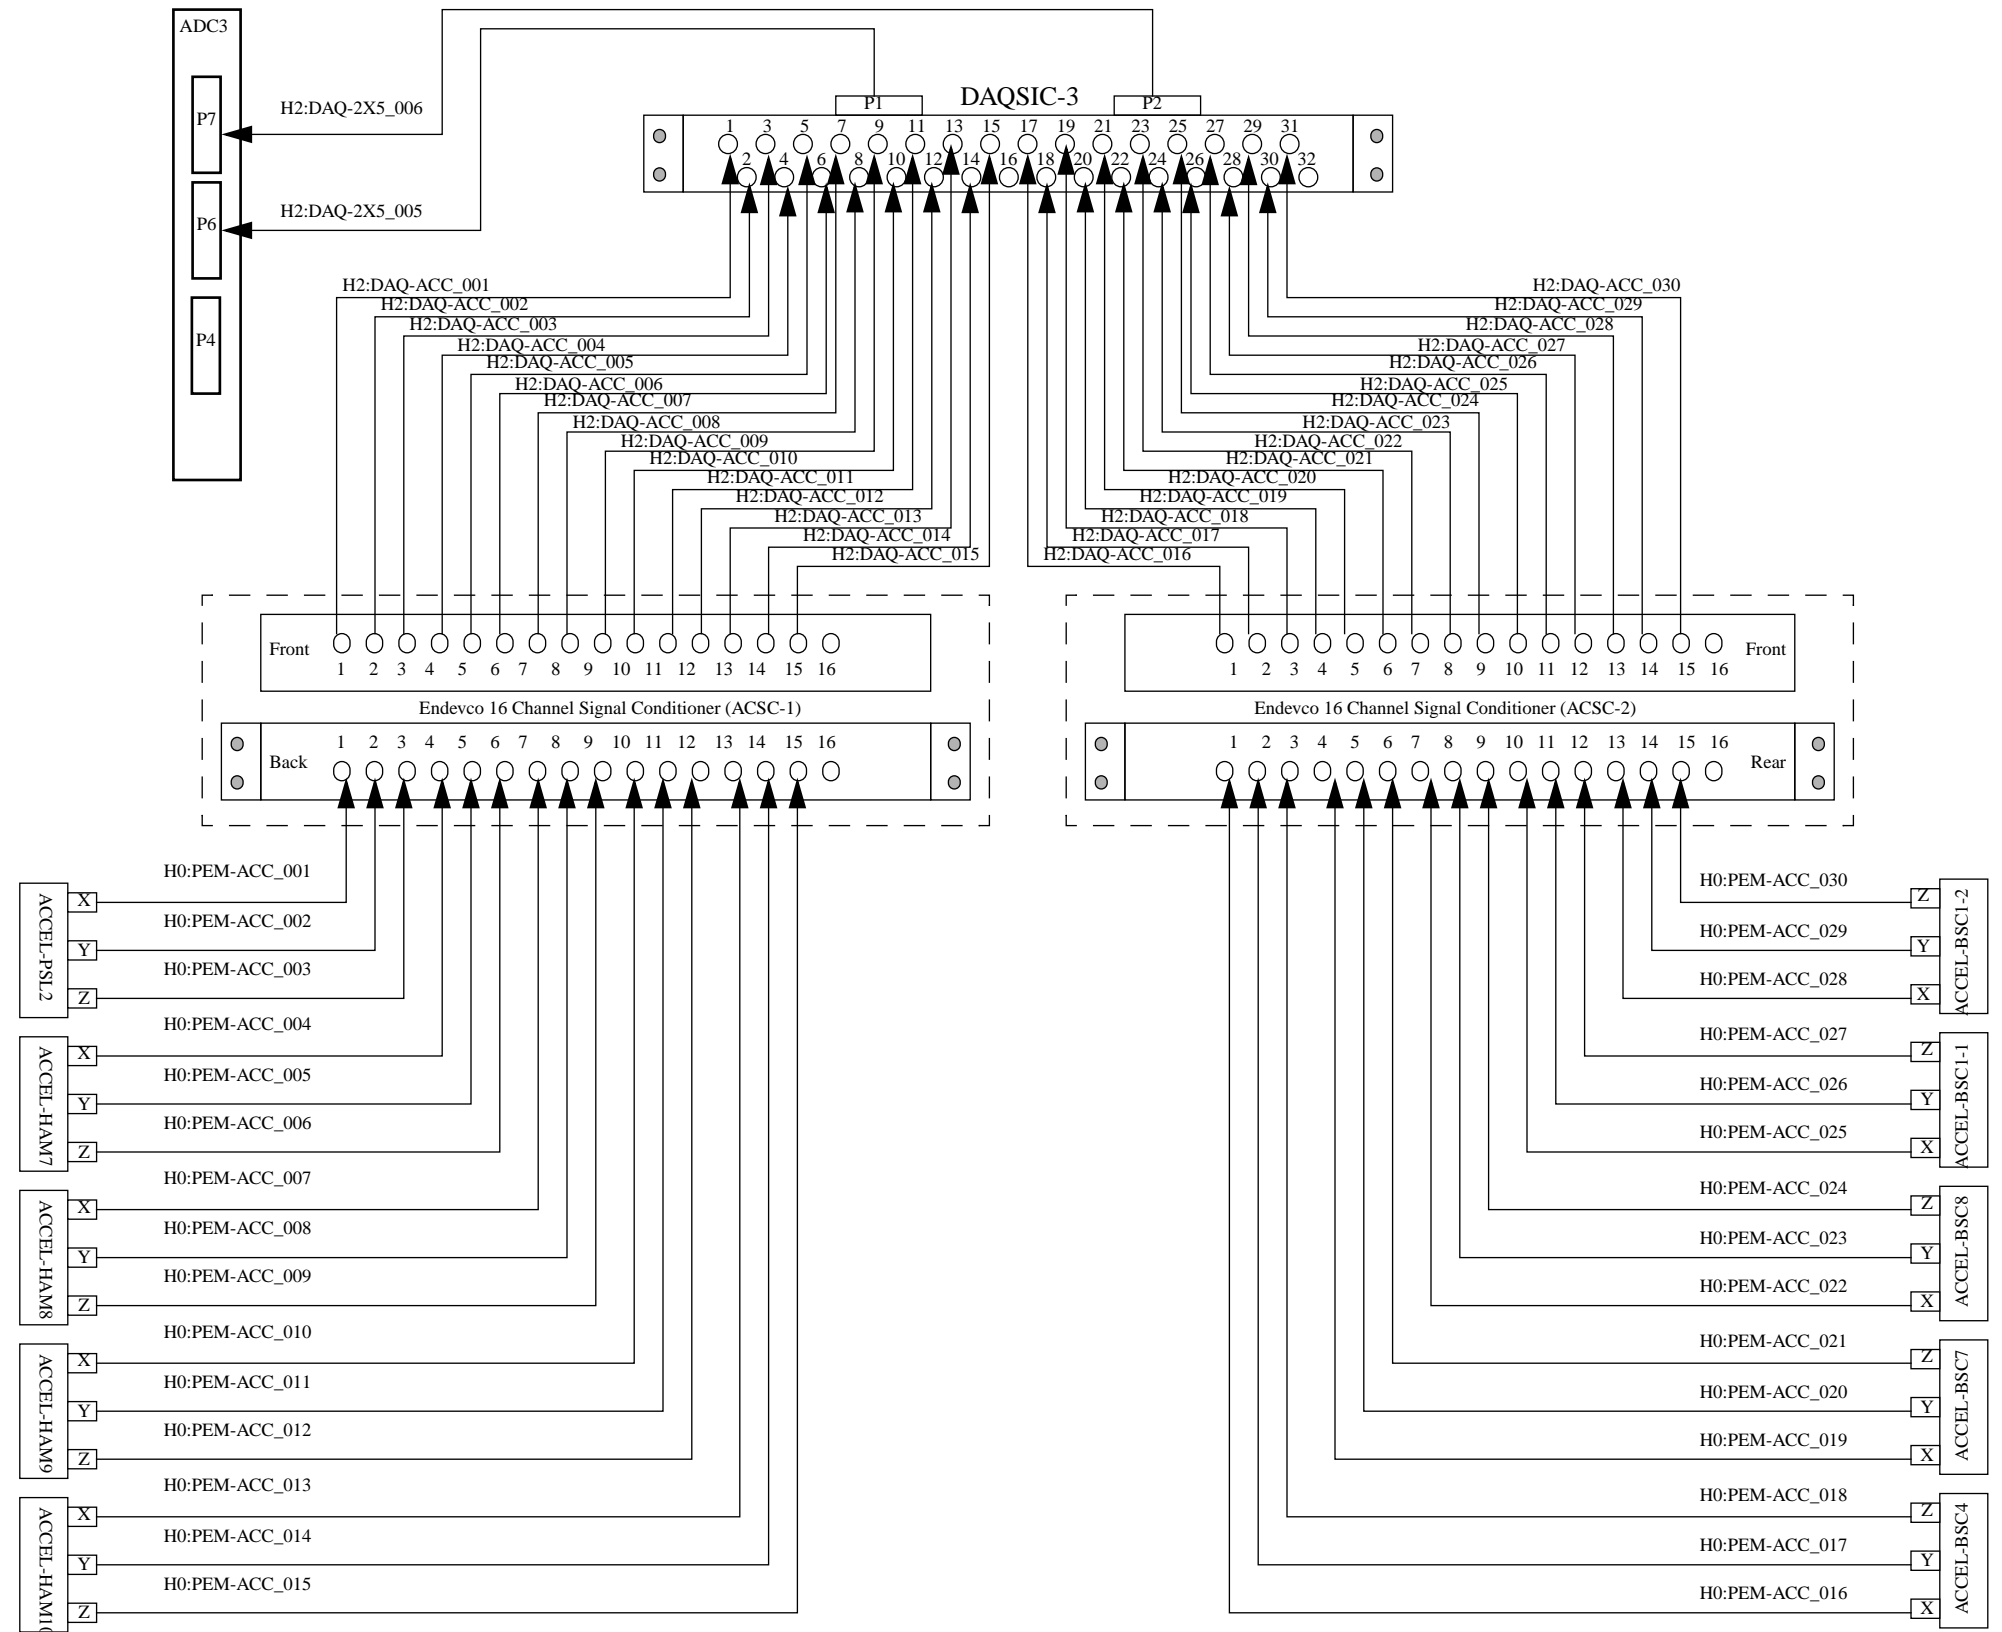 ADC3
P7
P6
P4
H2:DAQ-2X5_006
H2:DAQ-2X5_005
DAQSIC-3
P1
P2
1 3 5 7 9 11 13 15 17 19 21 23 25 27 29 31
2 4 6 8 10 12 14 16 18 20 22 24 26 28 30 32
H2:DAQ-ACC_001
H2:DAQ-ACC_002
H2:DAQ-ACC_003
H2:DAQ-ACC_004
H2:DAQ-ACC_005
H2:DAQ-ACC_006
H2:DAQ-ACC_007
H2:DAQ-ACC_008
H2:DAQ-ACC_009
H2:DAQ-ACC_010
H2:DAQ-ACC_011
H2:DAQ-ACC_012
H2:DAQ-ACC_013
H2:DAQ-ACC_014
H2:DAQ-ACC_015
H2:DAQ-ACC_030
H2:DAQ-ACC_029
H2:DAQ-ACC_028
H2:DAQ-ACC_027
H2:DAQ-ACC_026
H2:DAQ-ACC_025
H2:DAQ-ACC_024
H2:DAQ-ACC_023
H2:DAQ-ACC_022
H2:DAQ-ACC_021
H2:DAQ-ACC_020
H2:DAQ-ACC_019
H2:DAQ-ACC_018
H2:DAQ-ACC_017
H2:DAQ-ACC_016
Front
1 2 3 4 5 6 7 8 9 10 11 12 13 14 15 16
Endevco 16 Channel Signal Conditioner (ACSC-1)
1 2 3 4 5 6 7 8 9 10 11 12 13 14 15 16
Back
Front
1 2 3 4 5 6 7 8 9 10 11 12 13 14 15 16
Endevco 16 Channel Signal Conditioner (ACSC-2)
1 2 3 4 5 6 7 8 9 10 11 12 13 14 15 16
Rear
ACCEL-PSL2
X
H0:PEM-ACC_001
Y
H0:PEM-ACC_002
Z
H0:PEM-ACC_003
ACCEL-HAM7
X
H0:PEM-ACC_004
Y
H0:PEM-ACC_005
Z
H0:PEM-ACC_006
ACCEL-HAM8
X
H0:PEM-ACC_007
Y
H0:PEM-ACC_008
Z
H0:PEM-ACC_009
ACCEL-HAM9
X
H0:PEM-ACC_010
Y
H0:PEM-ACC_011
Z
H0:PEM-ACC_012
ACCEL-HAM10
X
H0:PEM-ACC_013
Y
H0:PEM-ACC_014
Z
H0:PEM-ACC_015
H0:PEM-ACC_030
Z
H0:PEM-ACC_029
Y
H0:PEM-ACC_028
X
ACCEL-BSC1-2
H0:PEM-ACC_027
Z
H0:PEM-ACC_026
Y
H0:PEM-ACC_025
X
ACCEL-BSC1-1
H0:PEM-ACC_024
Z
H0:PEM-ACC_023
Y
H0:PEM-ACC_022
X
ACCEL-BSC8
H0:PEM-ACC_021
Z
H0:PEM-ACC_020
Y
H0:PEM-ACC_019
X
ACCEL-BSC7
H0:PEM-ACC_018
Z
H0:PEM-ACC_017
Y
H0:PEM-ACC_016
X
ACCEL-BSC4